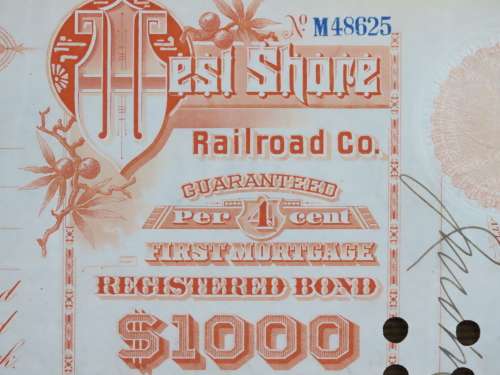 No M48625
West Shore
Railroad Co.
GUARANTEED
Per 4 cent
FIRST MORTGAGE
REGISTERED BOND
$1000